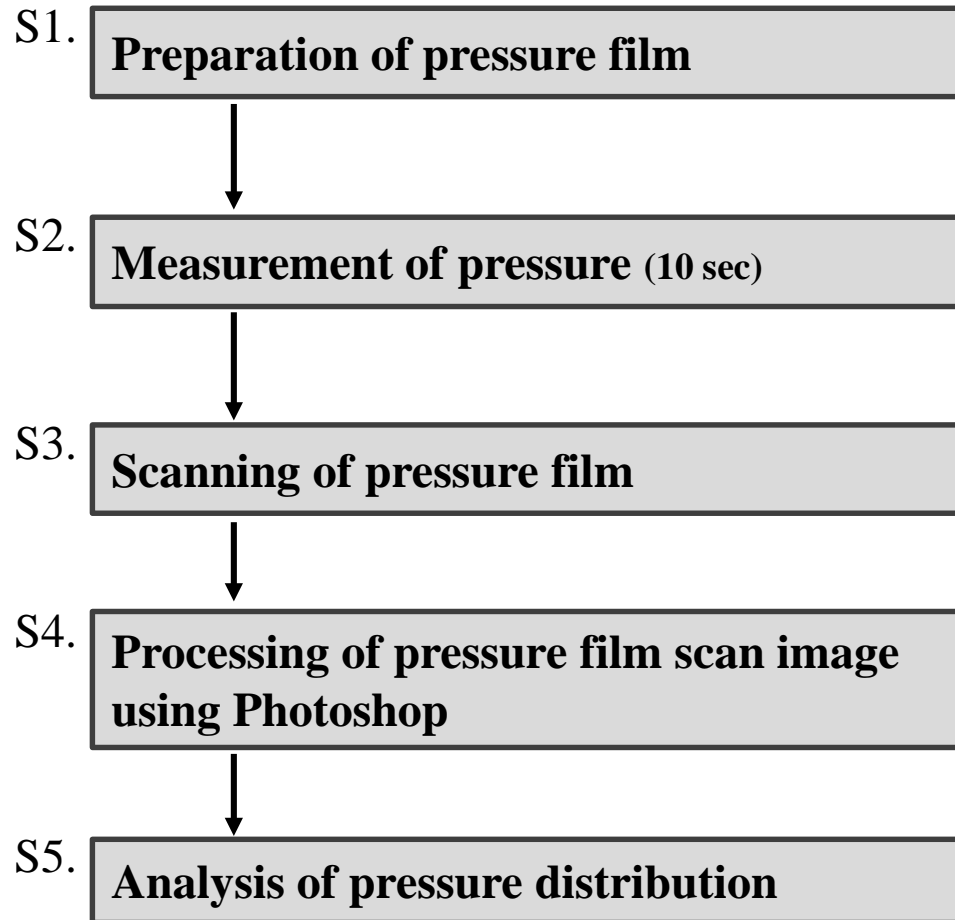 S1.
Preparation of pressure film
S2.
Measurement of pressure (10 sec)
S3.
Scanning of pressure film
S4.
Processing of pressure film scan image
using Photoshop
S5.
Analysis of pressure distribution